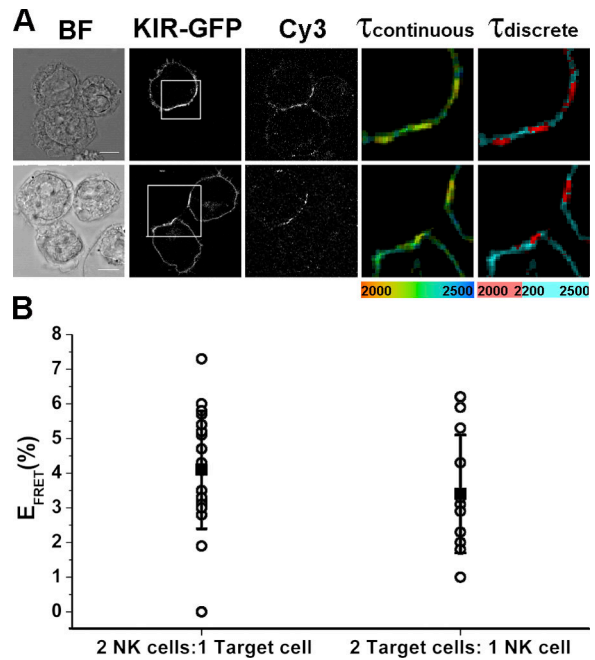 A
BF KIR-GFP Cy3 τcontinuous τdiscrete
2000 2500 2000 2200 2500
B
8
7
6
5
4
3
2
1
0
EFRET(%)
2 NK cells:1 Target cell 2 Target cells: 1 NK cell